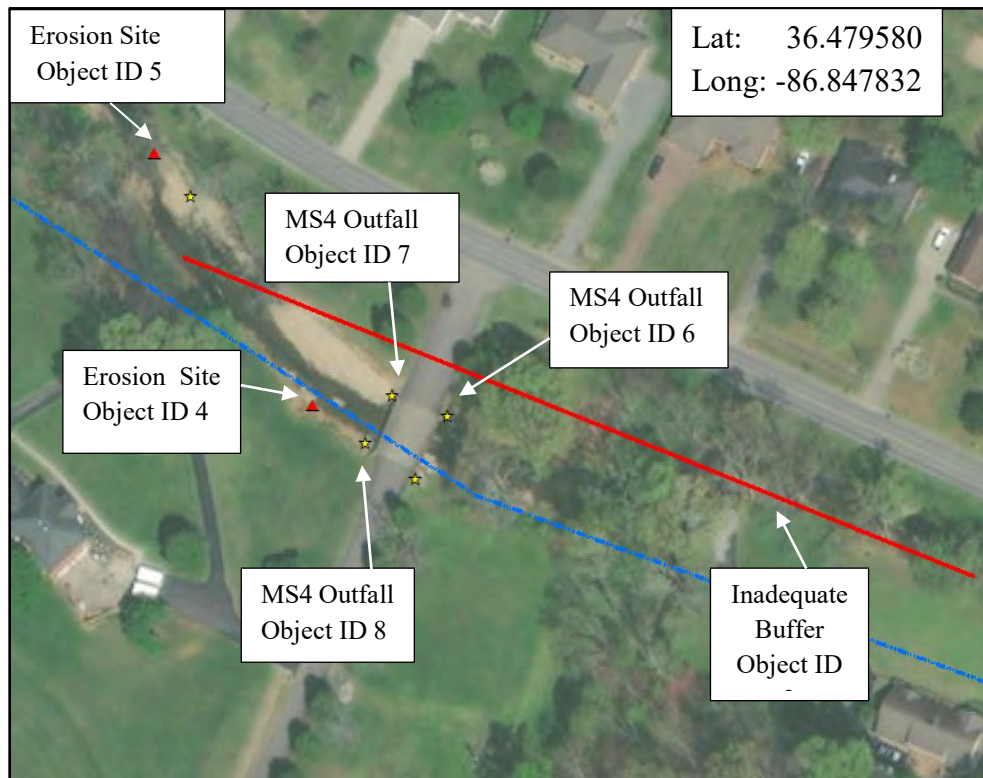 Erosion Site
Object ID 5
Lat: 36.479580
Long: -86.847832
MS4 Outfall
Object ID 7
MS4 Outfall
Object ID 6
Erosion Site
Object ID 4
MS4 Outfall
Object ID 8
Inadequate
Buffer
Object ID